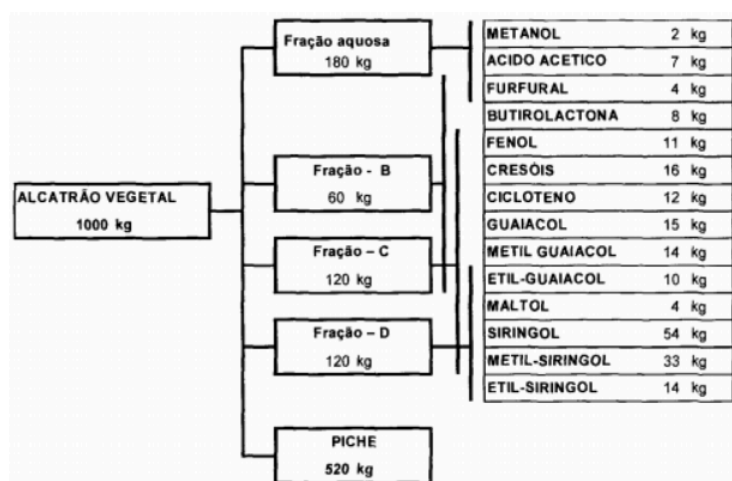 ALCATRÃO VEGETAL
1000 kg
Fração aquosa
180 kg
Fração - B
60 kg
Fração – C
120 kg
Fração – D
120 kg
PICHE
520 kg
METANOL 2 kg
ACIDO ACETICO 7 kg
FURFURAL 4 kg
BUTIROLACTONA 8 kg
FENOL 11 kg
CRESÓIS 16 kg
CICLOTENO 12 kg
GUAIACOL 15 kg
METIL GUAIACOL 14 kg
ETIL-GUAIACOL 10 kg
MALTOL 4 kg
SIRINGOL 54 kg
METIL-SIRINGOL 33 kg
ETIL-SIRINGOL 14 kg